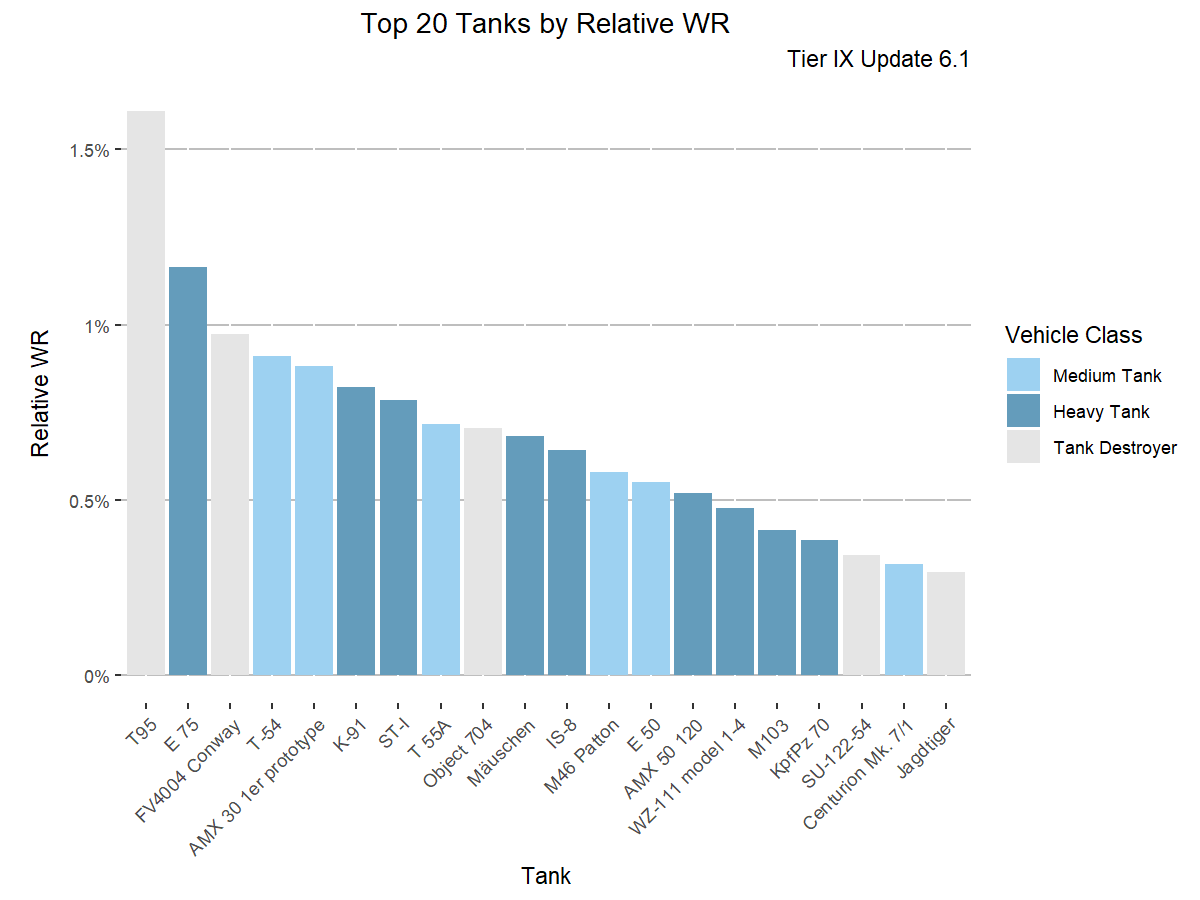 Top 20 Tanks by Relative WR
Tier IX Update 6.1
1.5%
1%
0.5%
0%
Relative WR
T95
E 75
FV4004 Conway
T-54
AMX 30 1er prototype
K-91
ST-I
T 55A
Object 704
Mäuschen
IS-8
M46 Patton
E 50
AMX 50 120
WZ-111 model 1-4
M103
KpfPz 70
SU-122-54
Centurion Mk. 7/1
Jagdtiger
Tank
Vehicle Class
Medium Tank
Heavy Tank
Tank Destroyer